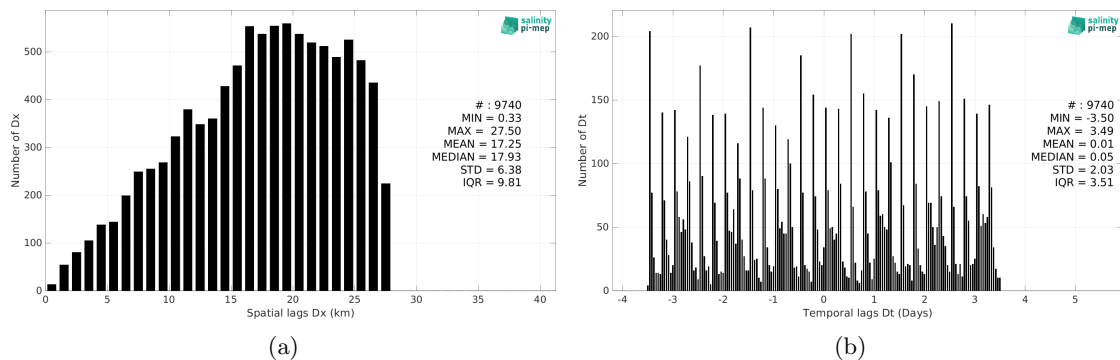 salinity
pi-mep
Number of Dx
500
400
300
200
100
0
# : 9740
MIN = 0.33
MAX = 27.50
MEAN = 17.25
MEDIAN = 17.93
STD = 6.38
IQR = 9.81
0 5 10 15 20 25 30 35 40
Spatial lags Dx (km)
(a)
salinity
pi-mep
Number of Dt
200
150
100
50
0
# : 9740
MIN = -3.50
MAX = 3.49
MEAN = 0.01
MEDIAN = 0.05
STD = 2.03
IQR = 3.51
-4 -3 -2 -1 0 1 2 3 4 5
Temporal lags Dt (Days)
(b)